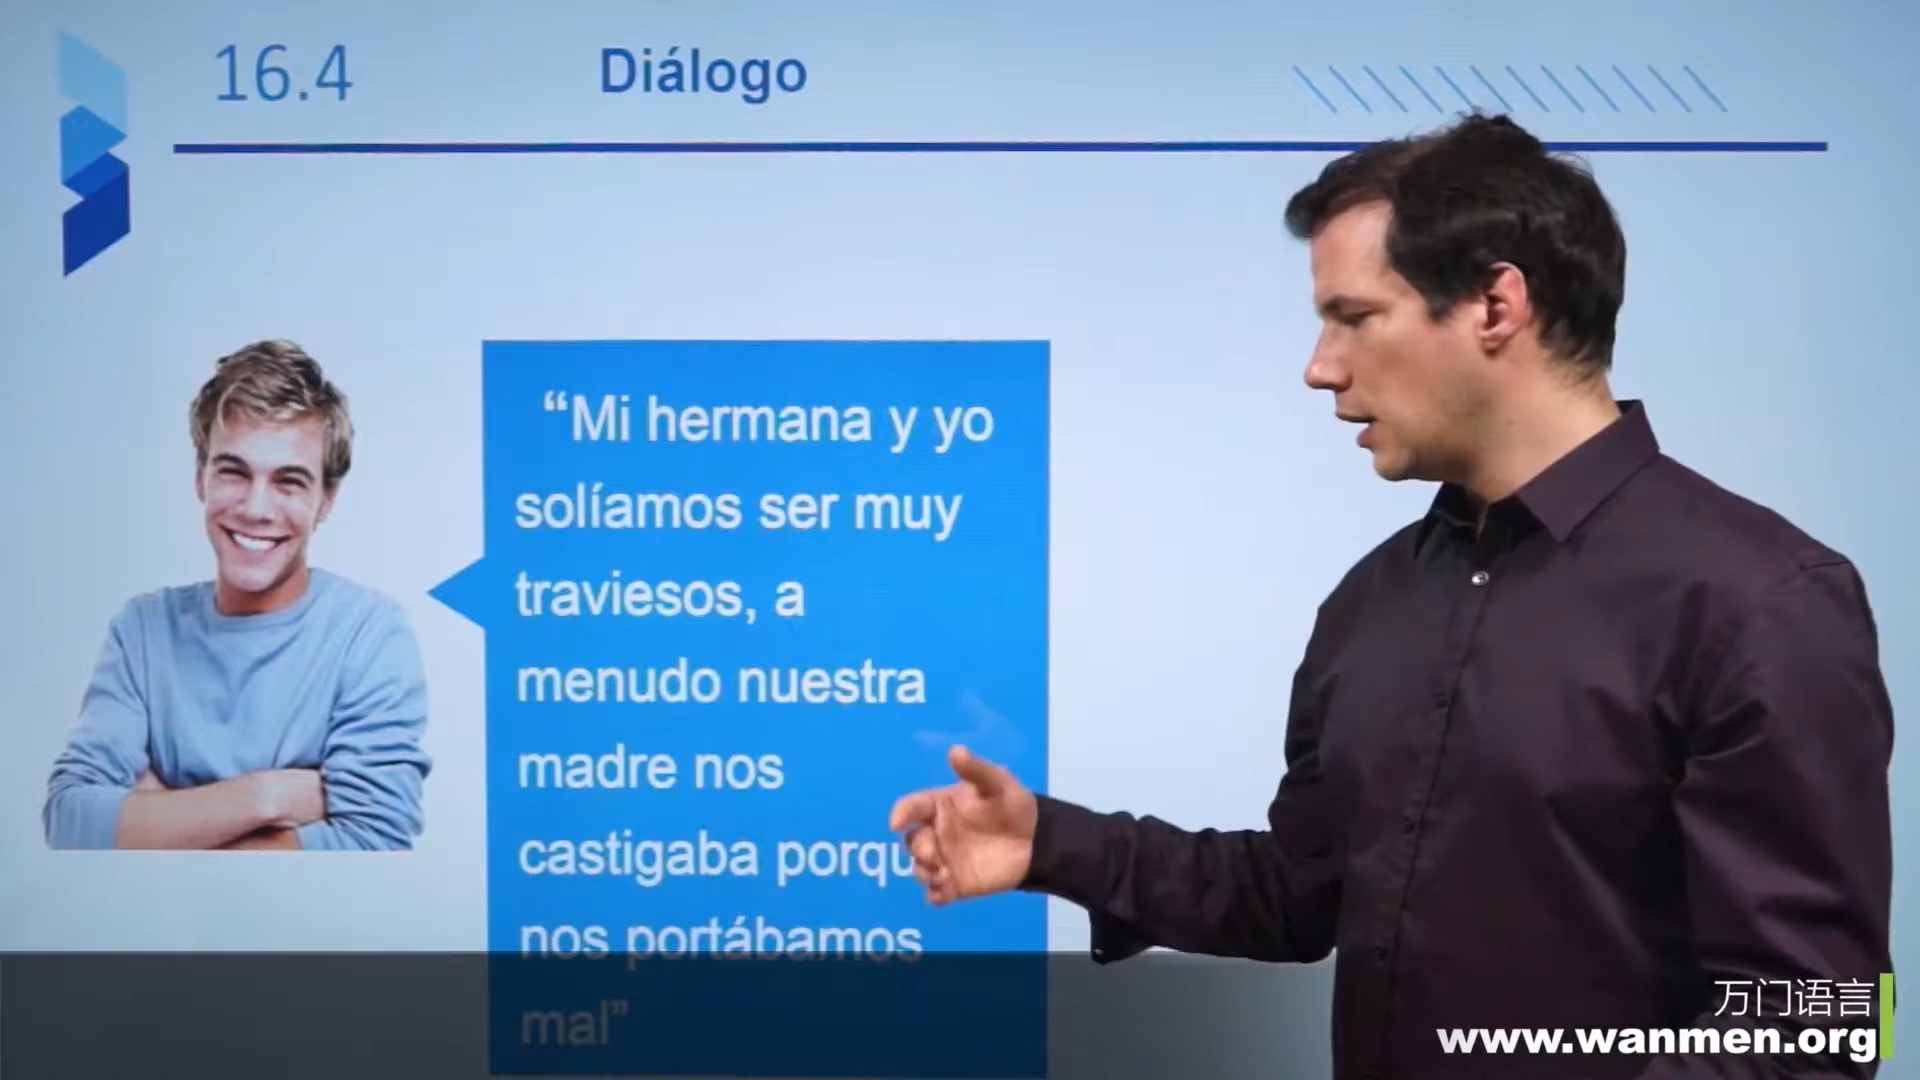 16.4
Diálogo
“Mi hermana y yo
solíamos ser muy
traviesos, a
menudo nuestra
madre nos
castigaba porqu
nos portábamos
mal”
万门语言
www.wanmen.org